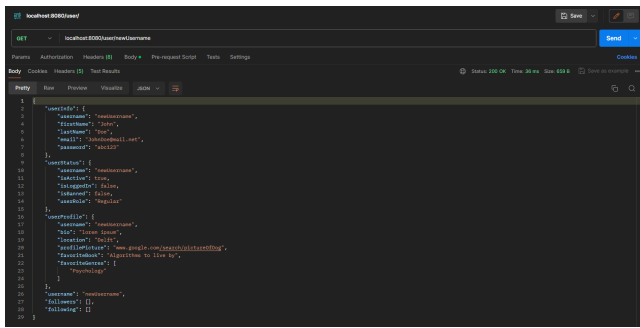 localhost:8080/user/
Save
GET localhost:8080/user/newUsername Send
Params Authorization Headers (8) Body Pre-request Script Tests Settings Cookies
Body Cookies Headers (5) Test Results Status: 200 OK Time: 36 ms Size: 659 B Save as example
Pretty Raw Preview Visualize JSON
1 {
2 "userInfo": {
3 "username": "newUsername",
4 "firstName": "John",
5 "lastName": "Doe",
6 "email": "JohnDoe@mail.net",
7 "password": "abc123"
8 },
9 "userStatus": {
10 "username": "newUsername",
11 "isActive": true,
12 "isLoggedIn": false,
13 "isBanned": false,
14 "userRole": "Regular"
15 },
16 "userProfile": {
17 "username": "newUsername",
18 "bio": "lorem ipsum",
19 "location": "Delft",
20 "profilePicture": "www.google.com/search/pictureOfDog",
21 "favoriteBook": "Algorithms to live by",
22 "favoriteGenres": [
23 "Psychology"
24 ]
25 },
26 "username": "newUsername",
27 "followers": [],
28 "following": []
29 }